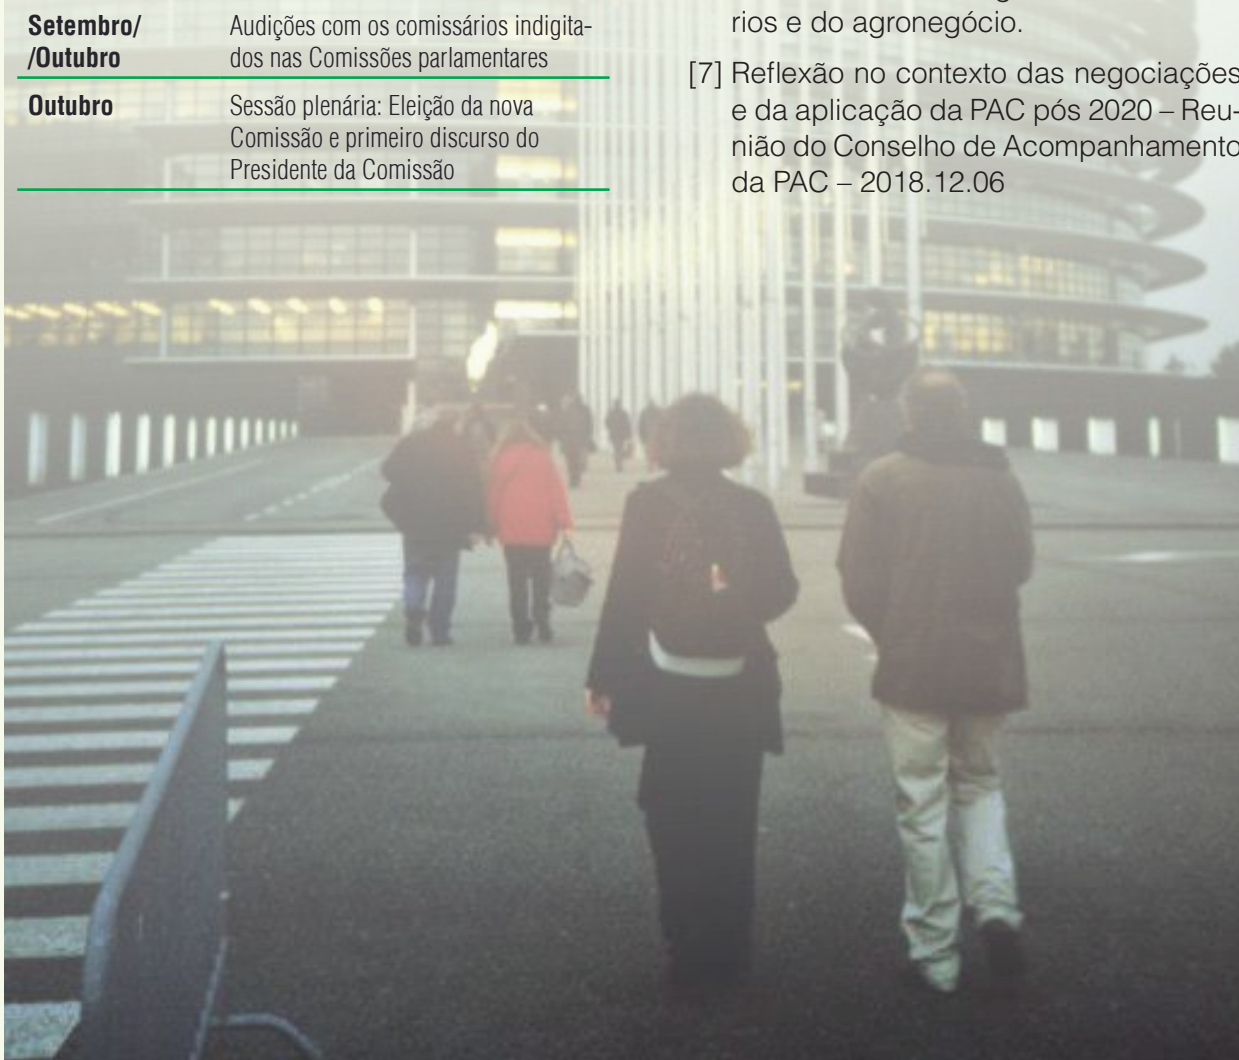 Setembro/
/Outubro
Audições com os comissários indigita-
dos nas Comissões parlamentares
Outubro
Sessão plenária: Eleição da nova
Comissão e primeiro discurso do
Presidente da Comissão
rios e do agronegócio.
[7] Reflexão no contexto das negociações
e da aplicação da PAC pós 2020 – Reu-
nião do Conselho de Acompanhamento
da PAC – 2018.12.06